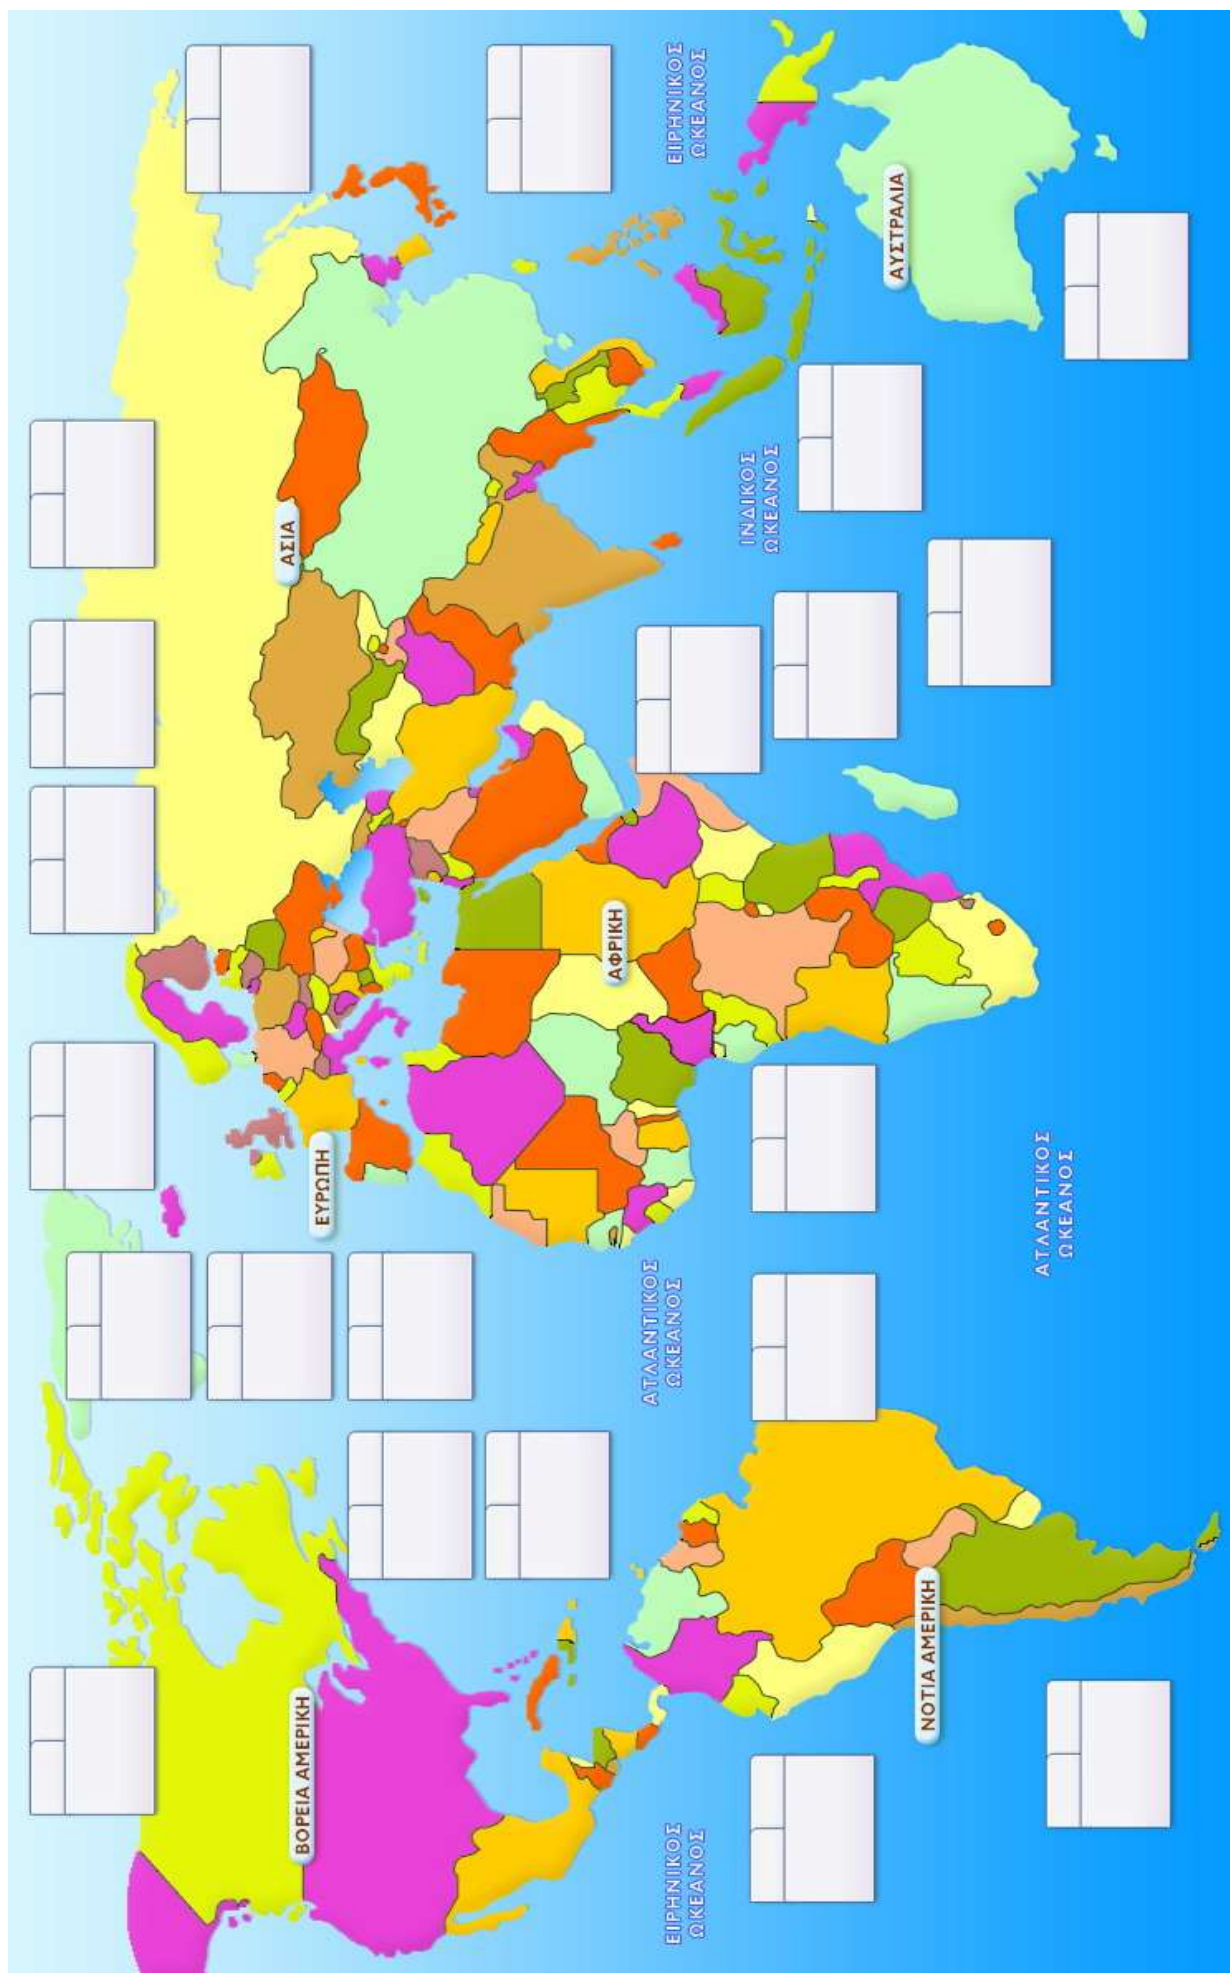 ΒΟΡΕΙΑ ΑΜΕΡΙΚΗ
ΕΥΡΩΠΗ
ΑΣΙΑ
ΑΤΛΑΝΤΙΚΟΣ
ΩΚΕΑΝΟΣ
ΑΦΡΙΚΗ
ΕΙΡΗΝΙΚΟΣ
ΩΚΕΑΝΟΣ
ΕΙΡΗΝΙΚΟΣ
ΩΚΕΑΝΟΣ
ΙΝΔΙΚΟΣ
ΩΚΕΑΝΟΣ
ΝΟΤΙΑ ΑΜΕΡΙΚΗ
ΑΥΣΤΡΑΛΙΑ
ΑΤΛΑΝΤΙΚΟΣ
ΩΚΕΑΝΟΣ